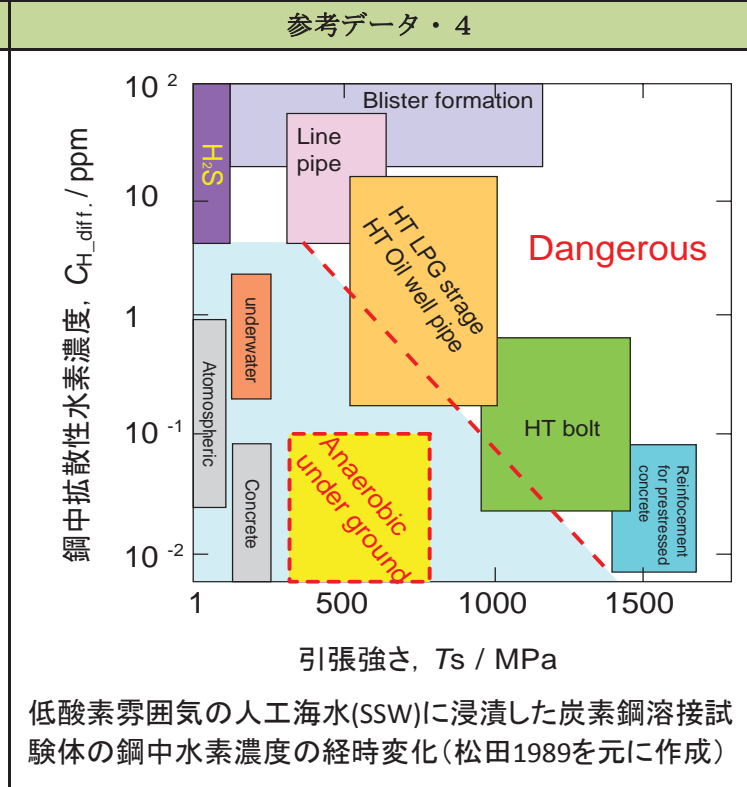 参考データ・4
10 2
10
1
10 -1
10 -2
鋼中拡散性水素濃度, CH_diff. / ppm
Blister formation
H2S
Line
pipe
HT LPG strage
HT Oil well pipe
Dangerous
underwater
Atomospheric
HT bolt
Anaerobic
under ground
Concrete
Reinfocement
for prestressed
concrete
1 500 1000 1500
引張強さ, Ts / MPa
低酸素雰囲気の人工海水(SSW)に浸漬した炭素鋼溶接試
験体の鋼中水素濃度の経時変化(松田1989を元に作成)